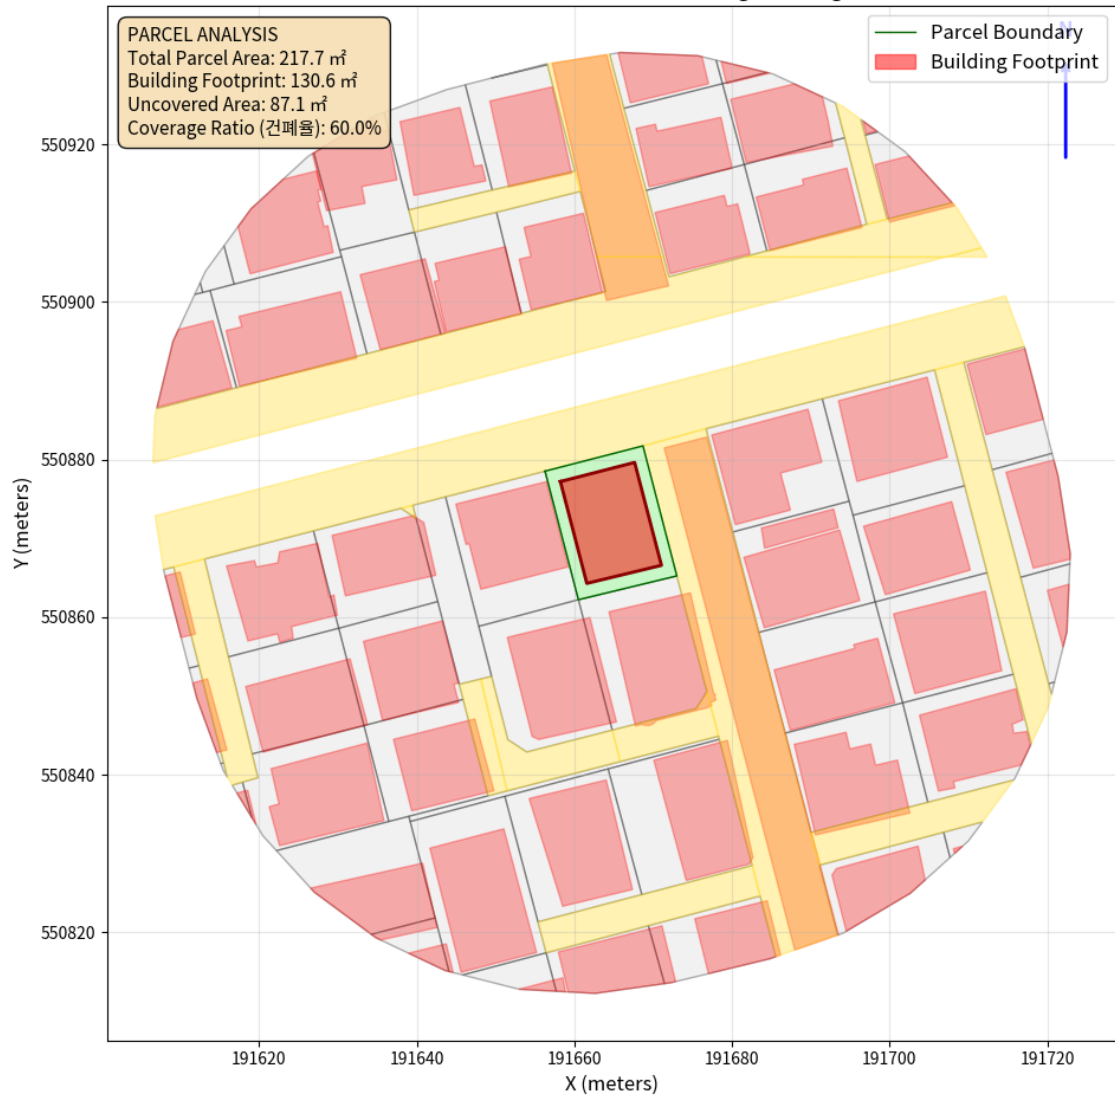 PARCEL ANALYSIS
Total Parcel Area: 217.7 ㎡
Building Footprint: 130.6 ㎡
Uncovered Area: 87.1 ㎡
Coverage Ratio (건폐율): 60.0%
N
Parcel Boundary
Building Footprint
550920
550900
550880
550860
550840
550820
Y (meters)
191620
191640
191660
191680
191700
191720
X (meters)